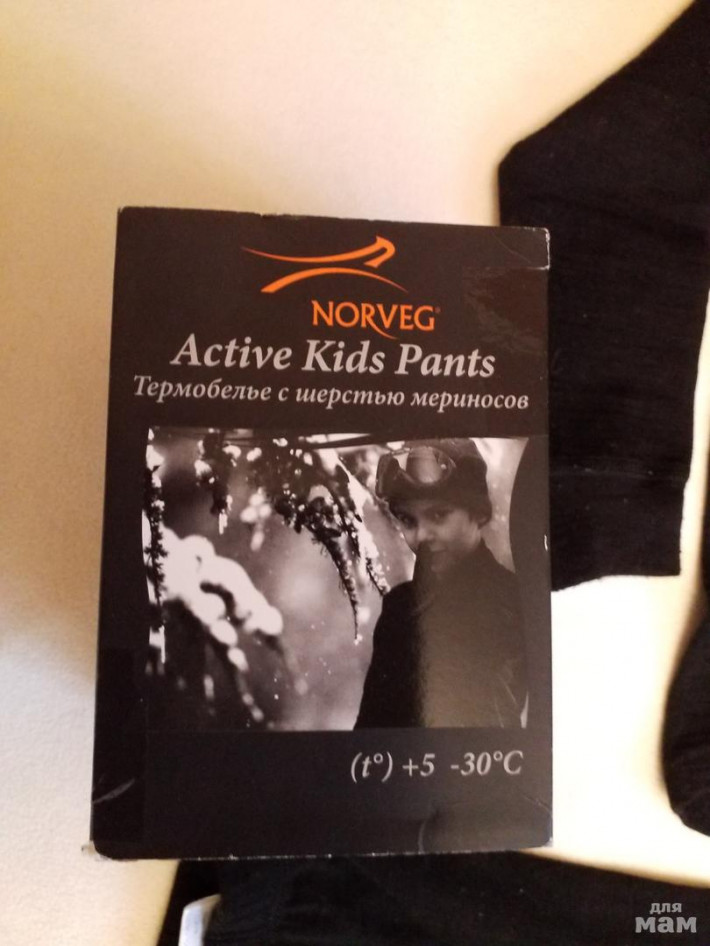 NORVEG®
Active Kids Pants
Термобелье с шерстью мериносов
(t°) +5 -30°C
для
мам